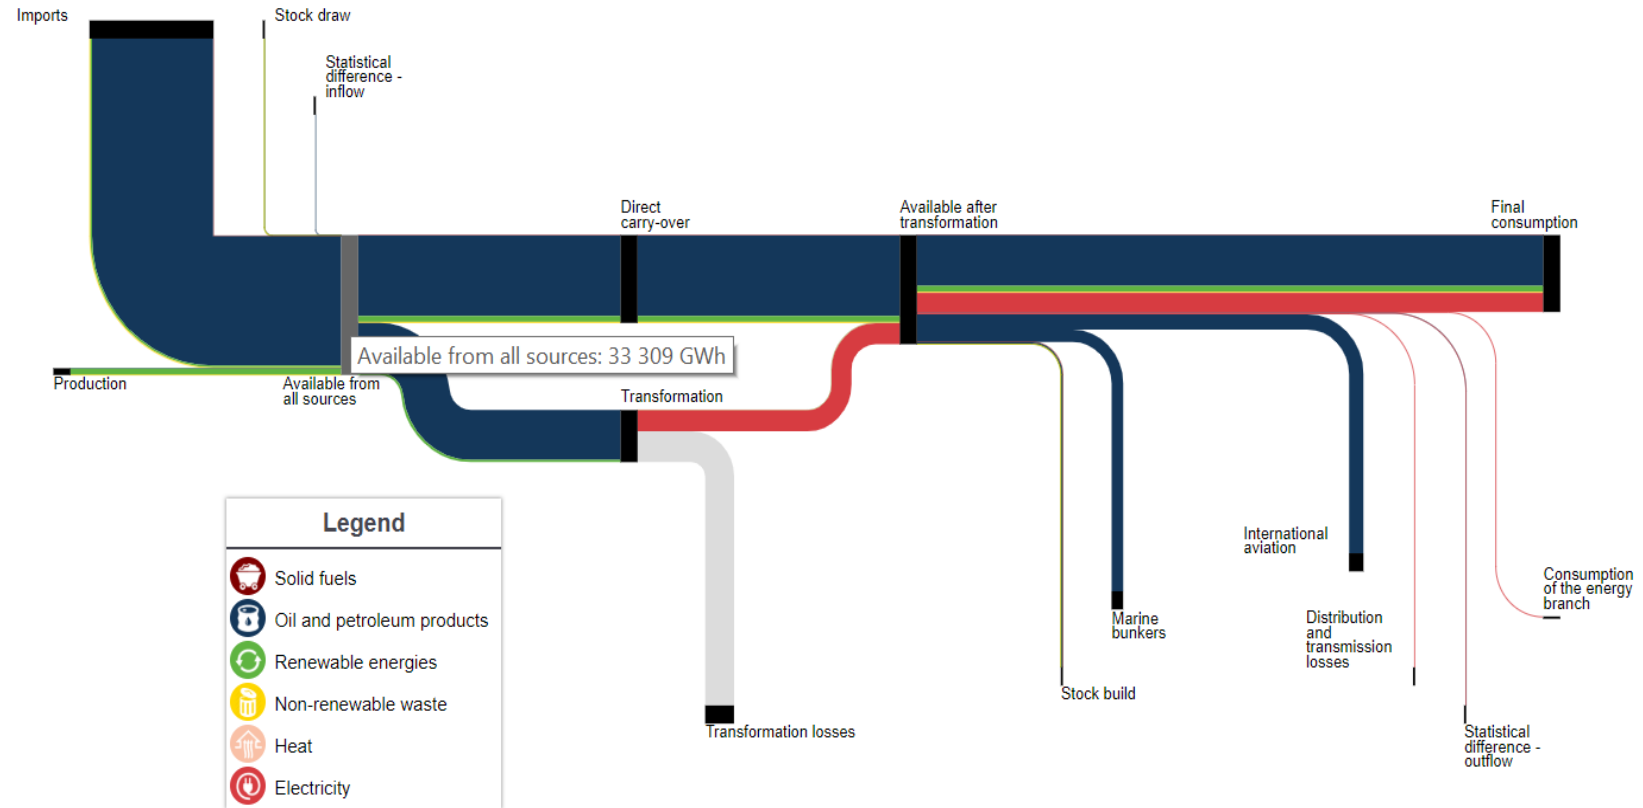 Imports
Stock draw
Statistical
difference -
inflow
Direct
carry-over
Available after
transformation
Final
consumption
Available from all sources: 33 309 GWh
Production
Available from
all sources
Transformation
Legend
Solid fuels
Oil and petroleum products
Renewable energies
Non-renewable waste
Heat
Electricity
International
aviation
Consumption
of the energy
branch
Marine
bunkers
Distribution
and
transmission
losses
Stock build
Transformation losses
Statistical
difference -
outflow